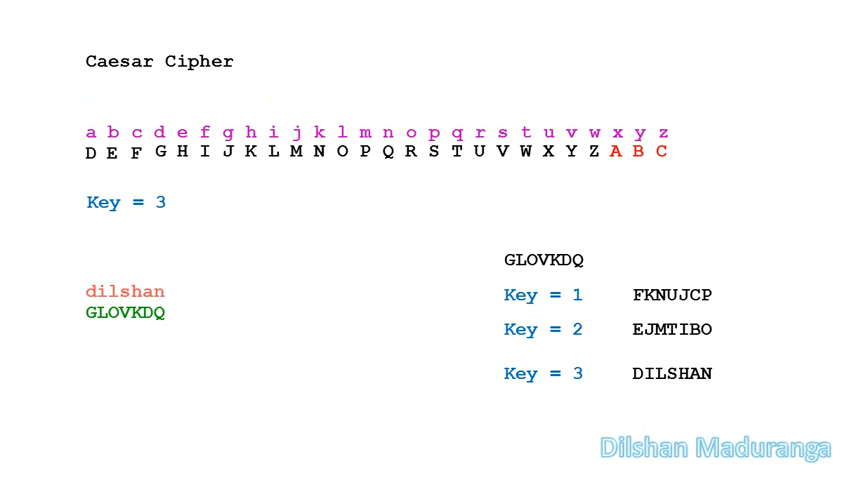 Caesar Cipher
a b c d e f g h i j k l m n o p q r s t u v w x y z
D E F G H I J K L M N O P Q R S T U V W X Y Z A B C
Key = 3
dilshan
GLOVKDQ
GLOVKDQ
Key = 1 FKNUJCP
Key = 2 EJMTIBO
Key = 3 DILSHAN
Dilshan Maduranga